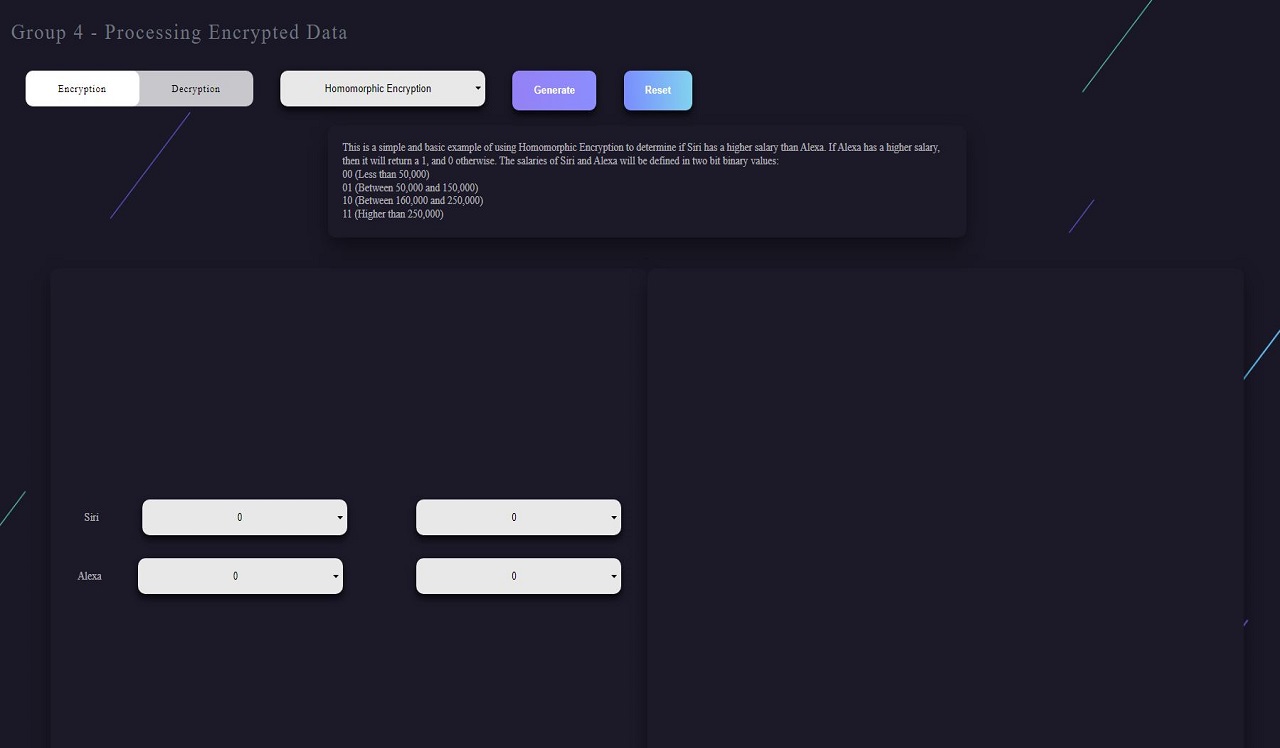 Group 4 - Processing Encrypted Data
Encryption Decryption Homomorphic Encryption Generate Reset
This is a simple and basic example of using Homomorphic Encryption to determine if Siri has a higher salary than Alexa. If Alexa has a higher salary,
then it will return a 1, and 0 otherwise. The salaries of Siri and Alexa will be defined in two bit binary values:
00 (Less than 50,000)
01 (Between 50,000 and 150,000)
10 (Between 160,000 and 250,000)
11 (Higher than 250,000)
Siri 0 0
Alexa 0 0